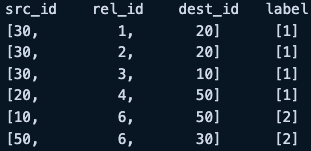 src_id rel_id dest_id label
[30, 1, 20] [1]
[30, 2, 20] [1]
[30, 3, 10] [1]
[20, 4, 50] [1]
[10, 6, 50] [2]
[50, 6, 30] [2]